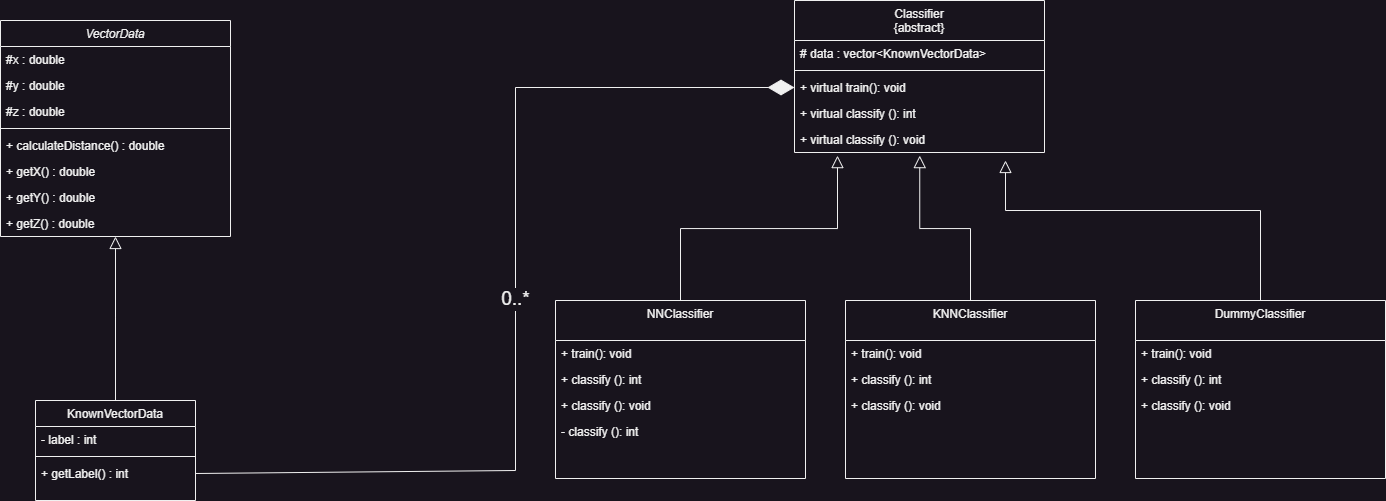 VectorData
#x : double
#y : double
#z : double
+ calculateDistance() : double
+ getX() : double
+ getY() : double
+ getZ() : double
Classifier
{abstract}
# data : vector<KnownVectorData>
+ virtual train(): void
+ virtual classify (): int
+ virtual classify (): void
0..*
KnownVectorData
- label : int
+ getLabel() : int
NNClassifier
+ train(): void
+ classify (): int
+ classify (): void
- classify (): int
KNNClassifier
+ train(): void
+ classify (): int
+ classify (): void
DummyClassifier
+ train(): void
+ classify (): int
+ classify (): void